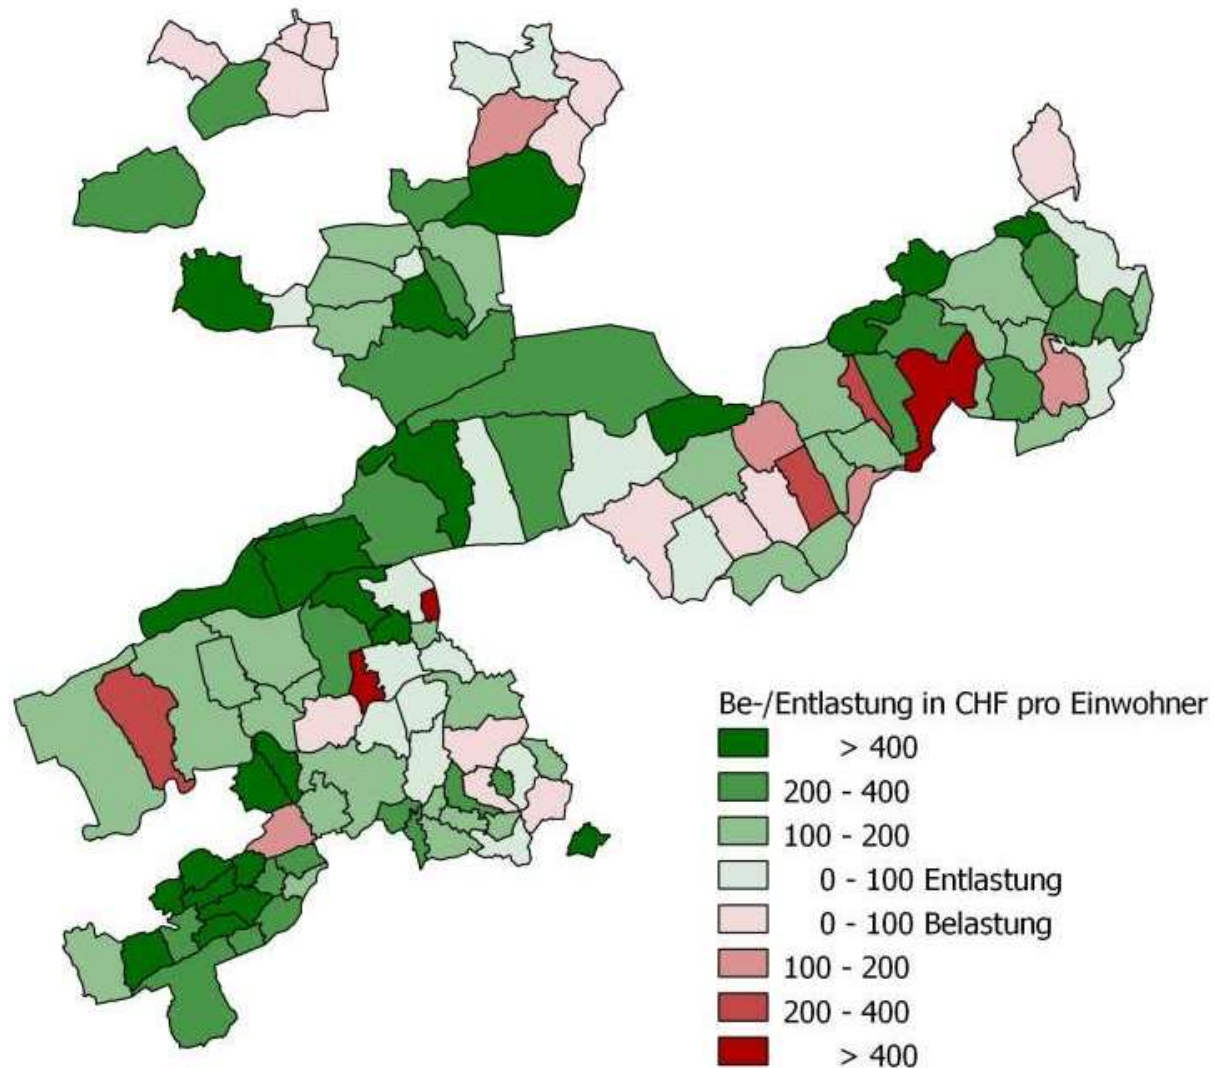 Be-/Entlastung in CHF pro Einwohner
> 400
200 - 400
100 - 200
0 - 100 Entlastung
0 - 100 Belastung
100 - 200
200 - 400
> 400